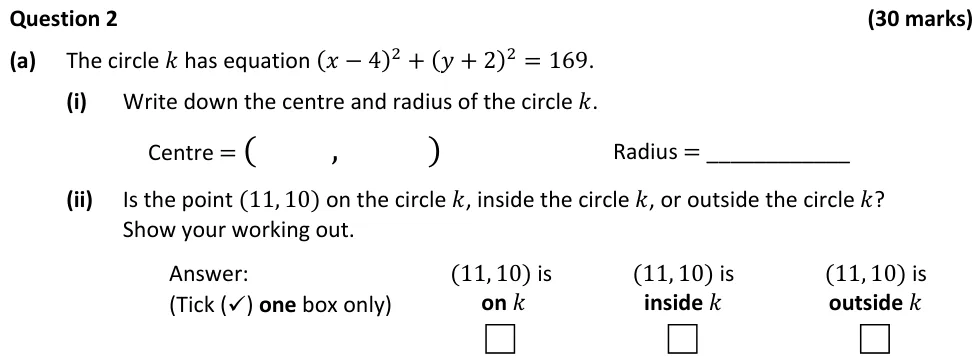 Question 2 (30 marks)
(a) The circle k has equation (x − 4)² + (y + 2)² = 169.
(i) Write down the centre and radius of the circle k.
Centre = ( , ) Radius = ____________
(ii) Is the point (11, 10) on the circle k, inside the circle k, or outside the circle k?
Show your working out.
Answer: (11, 10) is (11, 10) is (11, 10) is
(Tick (✓) one box only) on k inside k outside k